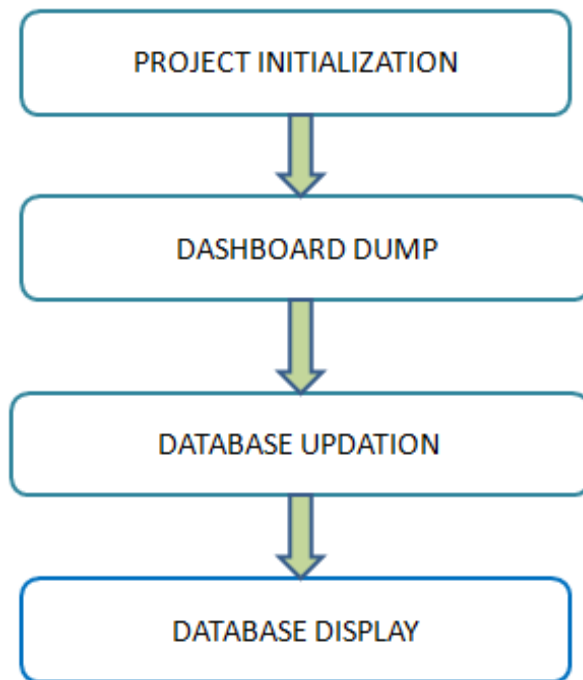 PROJECT INITIALIZATION
DASHBOARD DUMP
DATABASE UPDATION
DATABASE DISPLAY